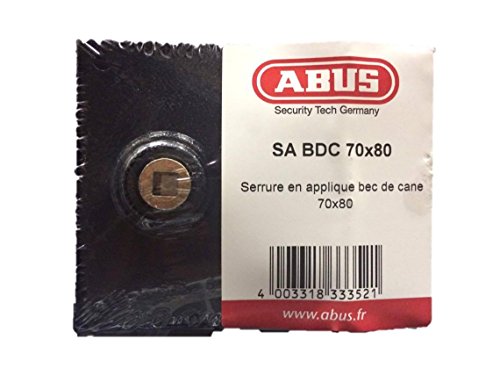 ABUS
Security Tech Germany
SA BDC 70x80
Serrure en applique bec de cane
70x80
4 003318 333521
www.abus.fr